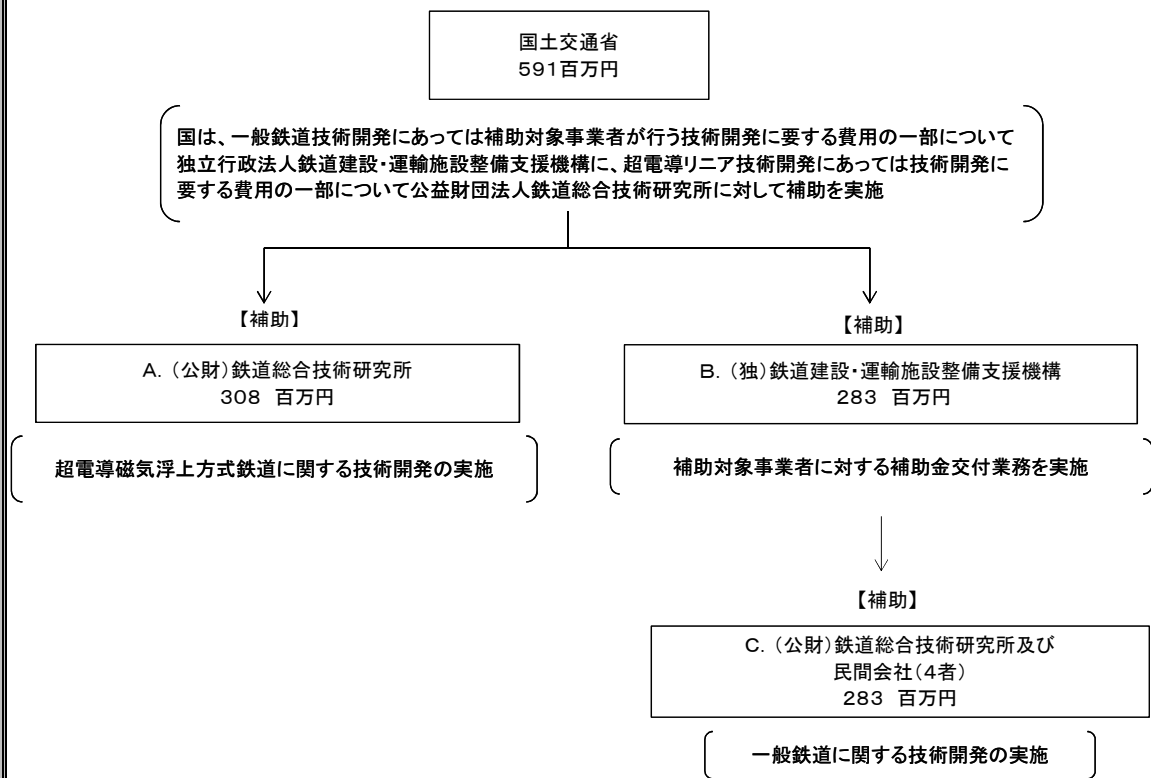 国土交通省
591百万円
国は、一般鉄道技術開発にあっては補助対象事業者が行う技術開発に要する費用の一部について
独立行政法人鉄道建設・運輸施設整備支援機構に、超電導リニア技術開発にあっては技術開発に
要する費用の一部について公益財団法人鉄道総合技術研究所に対して補助を実施
【補助】
A.（公財）鉄道総合技術研究所
308 百万円
超電導磁気浮上方式鉄道に関する技術開発の実施
【補助】
B.（独）鉄道建設・運輸施設整備支援機構
283 百万円
補助対象事業者に対する補助金交付業務を実施
【補助】
C.（公財）鉄道総合技術研究所及び
民間会社（4者）
283 百万円
一般鉄道に関する技術開発の実施